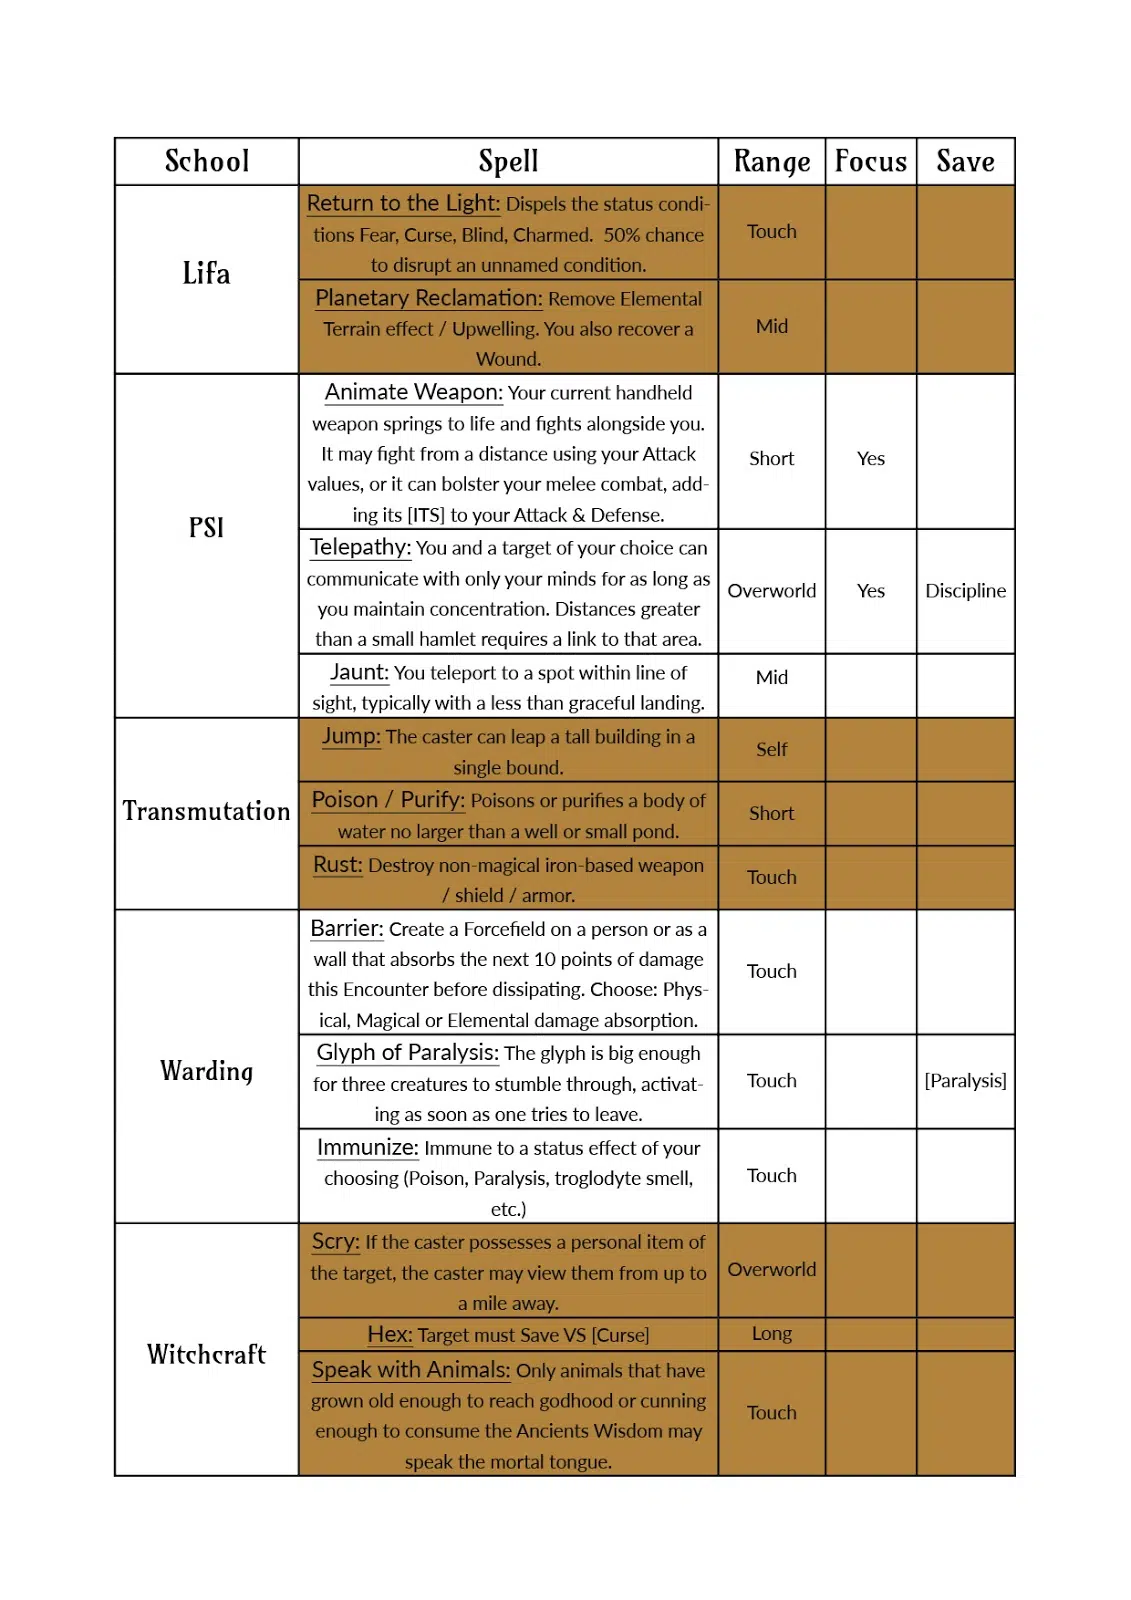 School Spell Range Focus Save
Lifa
Return to the Light: Dispels the status condi-
tions Fear, Curse, Blind, Charmed.  50% chance
to disrupt an unnamed condition.
Touch
Planetary Reclamation: Remove Elemental
Terrain effect / Upwelling. You also recover a
Wound.
Mid
PSI
Animate Weapon: Your current handheld
weapon springs to life and fights alongside you.
It may fight from a distance using your Attack
values, or it can bolster your melee combat, add-
ing its [ITS] to your Attack & Defense.
Short Yes
Telepathy: You and a target of your choice can
communicate with only your minds for as long as
you maintain concentration. Distances greater
than a small hamlet requires a link to that area.
Overworld Yes Discipline
Jaunt: You teleport to a spot within line of
sight, typically with a less than graceful landing.
Mid
Transmutation
Jump: The caster can leap a tall building in a
single bound.
Self
Poison / Purify: Poisons or purifies a body of
water no larger than a well or small pond.
Short
Rust: Destroy non-magical iron-based weapon
/ shield / armor.
Touch
Warding
Barrier: Create a Forcefield on a person or as a
wall that absorbs the next 10 points of damage
this Encounter before dissipating. Choose: Phys-
ical, Magical or Elemental damage absorption.
Touch
Glyph of Paralysis: The glyph is big enough
for three creatures to stumble through, activat-
ing as soon as one tries to leave.
Touch [Paralysis]
Immunize: Immune to a status effect of your
choosing (Poison, Paralysis, troglodyte smell,
etc.)
Touch
Witchcraft
Scry: If the caster possesses a personal item of
the target, the caster may view them from up to
a mile away.
Overworld
Hex: Target must Save VS [Curse]
Long
Speak with Animals: Only animals that have
grown old enough to reach godhood or cunning
enough to consume the Ancients Wisdom may
speak the mortal tongue.
Touch